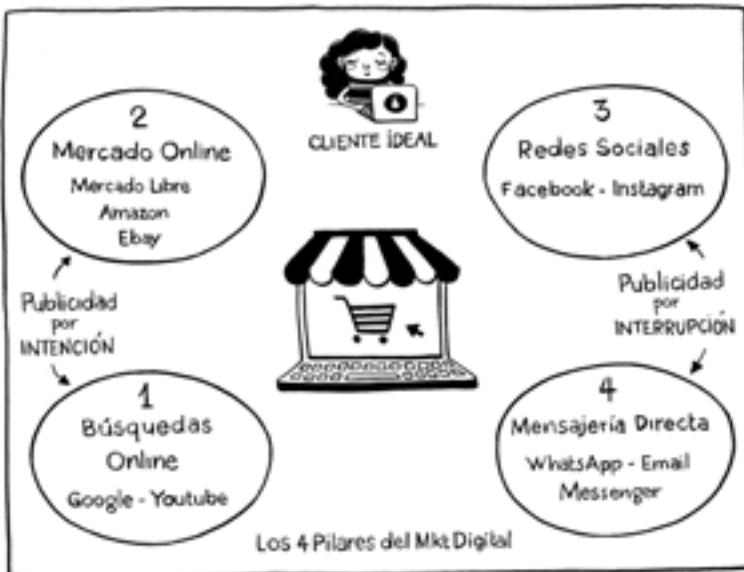 CLIENTE İDEAL
2
Mercado Online
Mercado Libre
Amazon
Ebay
3
Redes Sociales
Facebook - Instagram
Publicidad
por
INTENCIÓN
Publicidad
por
INTERRUPCIÓN
1
Búsquedas
Online
Google - Youtube
4
Mensajería Directa
WhatsApp - Email
Messenger
Los 4 Pilares del Mkt Digital